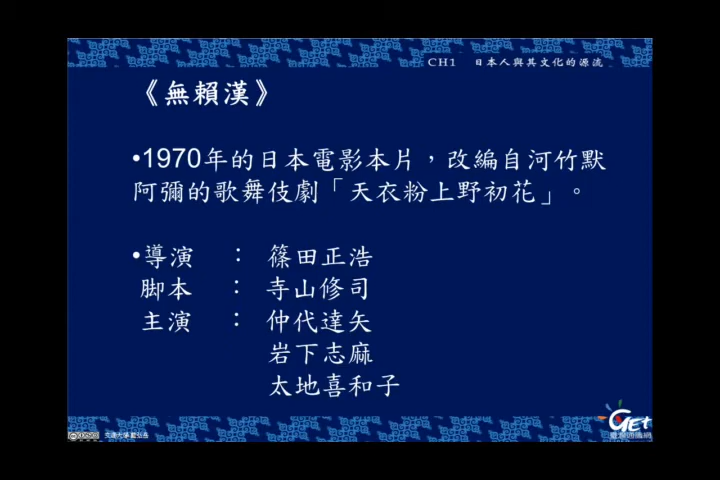 CH1 日本人與其文化的源流
《無賴漢》
•1970年的日本電影本片，改編自河竹默
阿彌的歌舞伎劇「天衣粉上野初花」。
•導演 ： 篠田正浩
脚本 ： 寺山修司
主演 ： 仲代達矢
岩下志麻
太地喜和子
GET